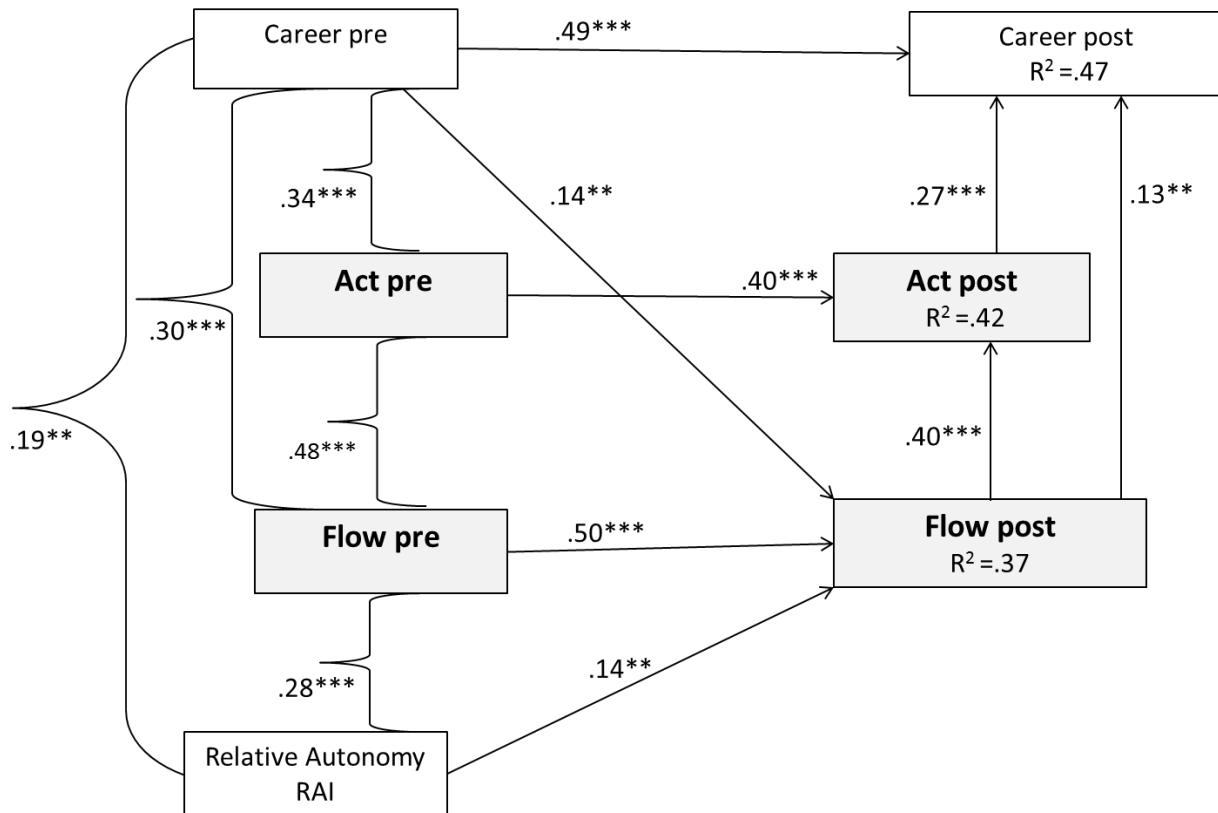 Career pre
.49***
Career post
R² =.47
.34***
.14**
.27***
.13**
Act pre
.40***
Act post
R² =.42
.30***
.19**
.48***
.40***
Flow pre
.50***
Flow post
R² =.37
.28***
.14**
Relative Autonomy
RAI